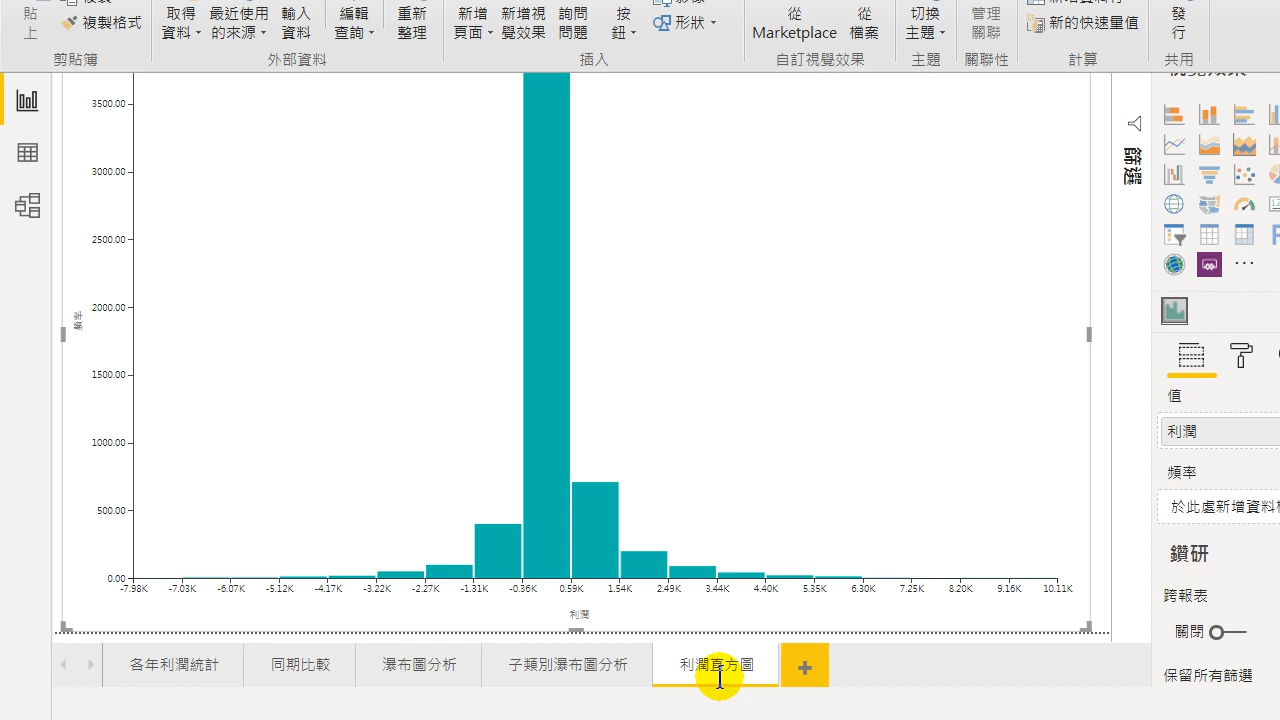 複製格式
貼上
剪貼簿
取得資料
最近使用的來源
輸入資料
編輯查詢
重新整理
外部資料
新增頁面
新增視覺效果
詢問問題
按鈕
形狀
插入
從 Marketplace
從檔案
自訂視覺效果
切換主題
主題
管理關聯
關聯性
新的快速量值
計算
發行
共用
3500.00
3000.00
2500.00
2000.00
1500.00
1000.00
500.00
0.00
頻率
-7.98K
-7.03K
-6.07K
-5.12K
-4.17K
-3.22K
-2.27K
-1.31K
-0.36K
0.59K
1.54K
2.49K
3.44K
4.40K
5.35K
6.30K
7.25K
8.20K
9.16K
10.11K
利潤
篩選
值
利潤
頻率
於此處新增資料
鑽研
跨報表
關閉
保留所有篩選
各年利潤統計
同期比較
瀑布圖分析
子類別瀑布圖分析
利潤直方圖